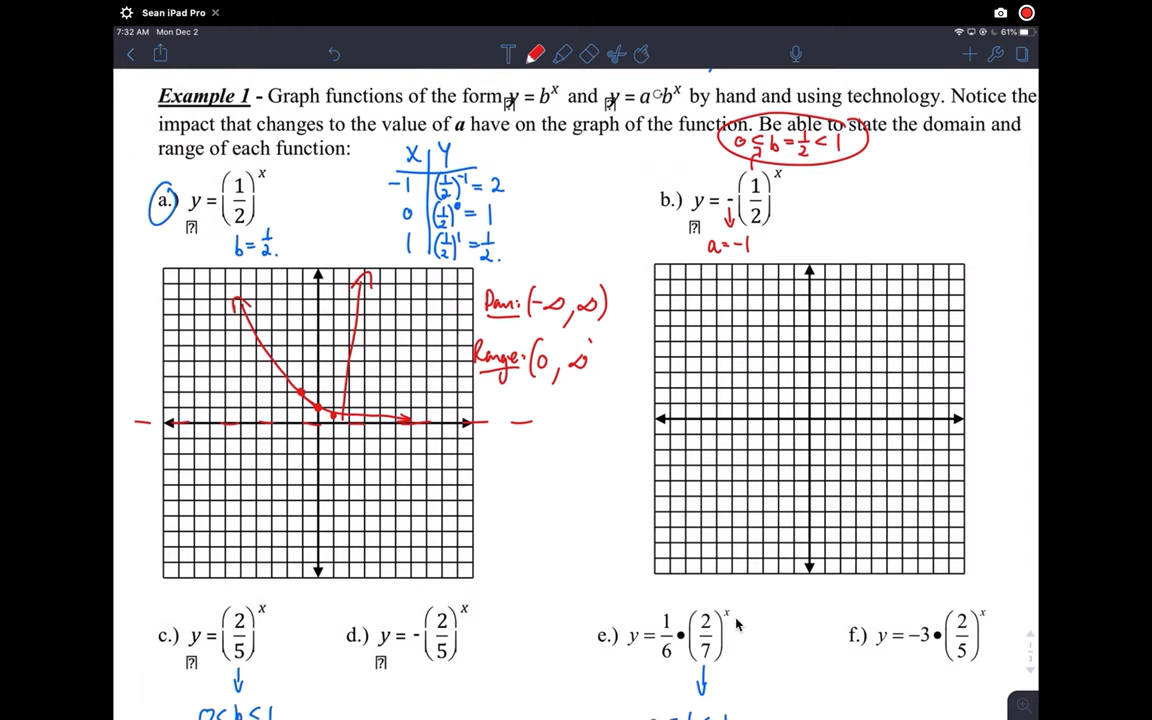 Sean iPad Pro ×
7:32 AM Mon Dec 2
61%
Example 1 - Graph functions of the form y = bˣ and y = a bˣ by hand and using technology. Notice the
impact that changes to the value of a have on the graph of the function. Be able to state the domain and
range of each function:
0 ≤ b = 1/2 < 1
X | Y
-1 | (1/2)⁻¹ = 2
0 | (1/2)⁰ = 1
1 | (1/2)¹ = 1/2.
a.) y = (1/2)ˣ
b = 1/2.
b.) y = -(1/2)ˣ
a = -1
Dom: (-∞, ∞)
Range: (0, ∞
c.) y = (2/5)ˣ
d.) y = -(2/5)ˣ
e.) y = 1/6 • (2/7)ˣ
f.) y = -3 • (2/5)ˣ